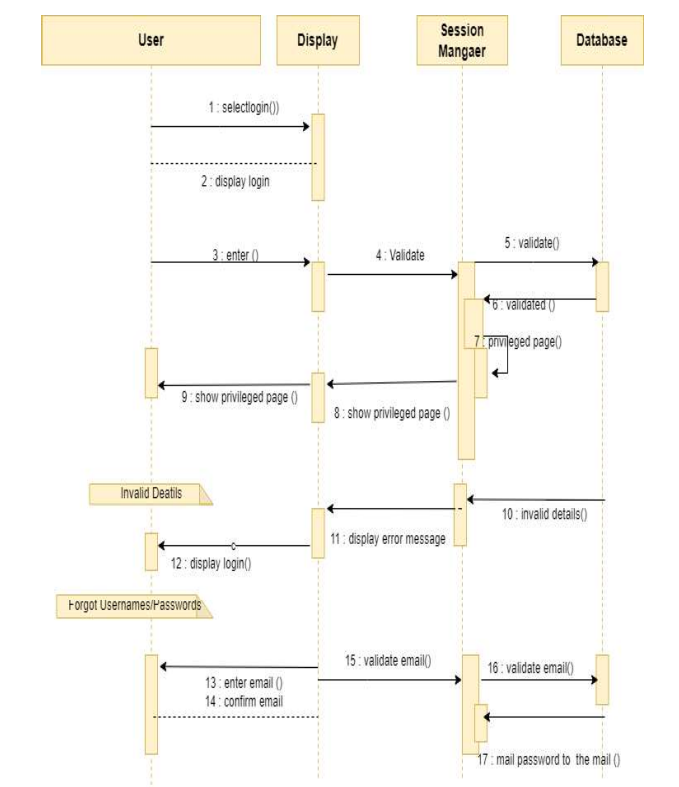 User
Display
Session
Mangaer
Database
1 : selectlogin())
2 : display login
3 : enter ()
4 : Validate
5 : validate()
6 : validated ()
7 : privileged page()
8 : show privileged page ()
9 : show privileged page ()
Invalid Deatils
10 : invalid details()
11 : display error message
c
12 : display login()
Forgot Usernames/Passwords
15 : validate email()
16 : validate email()
13 : enter email ()
14 : confirm email
17 : mail password to the mail ()